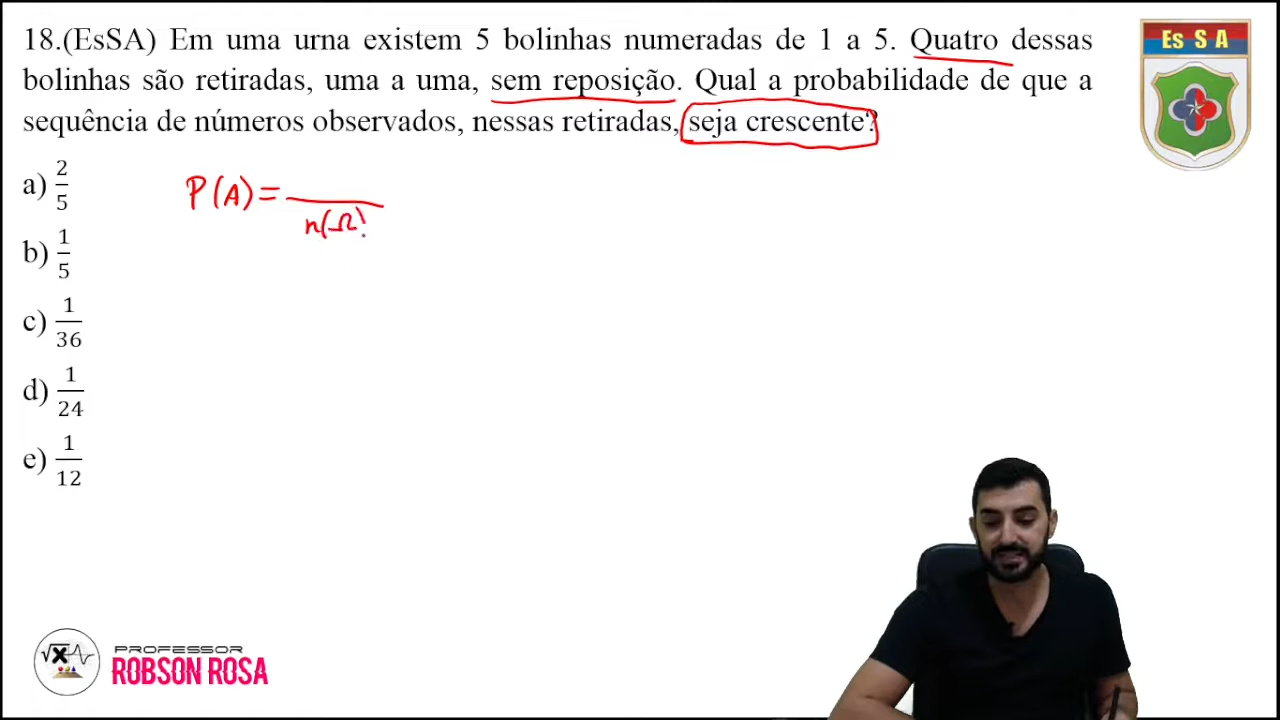 18.(EsSA) Em uma urna existem 5 bolinhas numeradas de 1 a 5. Quatro dessas
bolinhas são retiradas, uma a uma, sem reposição. Qual a probabilidade de que a
sequência de números observados, nessas retiradas, seja crescente?
Es S A
a) 2/5
P(A) = 
n(Ω)
b) 1/5
c) 1/36
d) 1/24
e) 1/12
√x
PROFESSOR
ROBSON ROSA